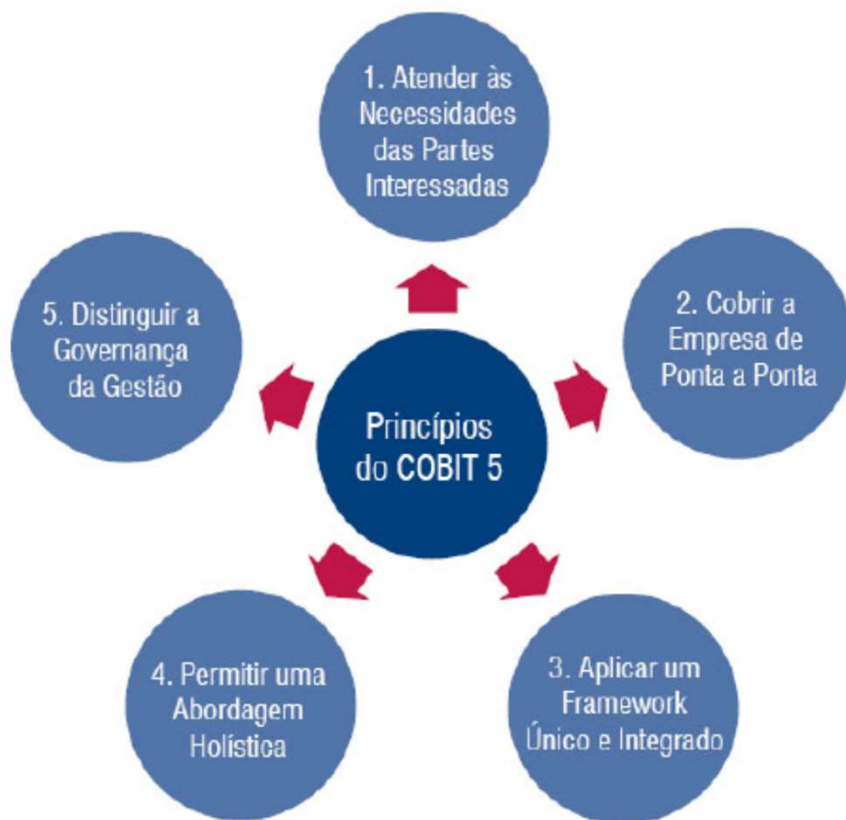 1. Atender às
Necessidades
das Partes
Interessadas
5. Distinguir a
Governança
da Gestão
2. Cobrir a
Empresa de
Ponta a Ponta
Princípios
do COBIT 5
4. Permitir uma
Abordagem
Holística
3. Aplicar um
Framework
Único e Integrado